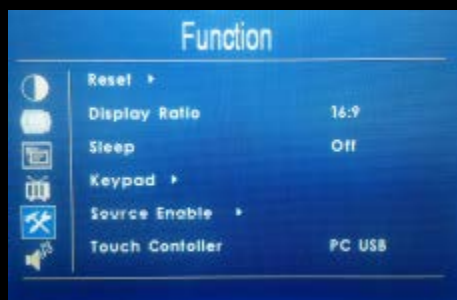 Function
Reset
Display Ratio 16:9
Sleep Off
Keypad
Source Enable
Touch Contoller PC USB